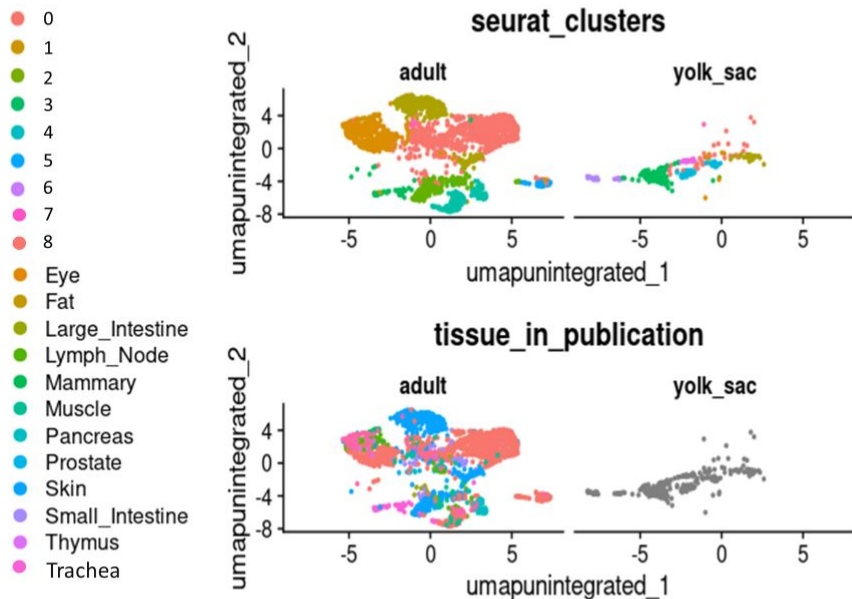 0
1
2
3
4
5
6
7
8
Eye
Fat
Large_Intestine
Lymph_Node
Mammary
Muscle
Pancreas
Prostate
Skin
Small_Intestine
Thymus
Trachea
seurat_clusters
adult yolk_sac
umapunintegrated_2
4
0
-4
-8
-5 0 5 -5 0 5
umapunintegrated_1
tissue_in_publication
adult yolk_sac
umapunintegrated_2
4
0
-4
-8
-5 0 5 -5 0 5
umapunintegrated_1